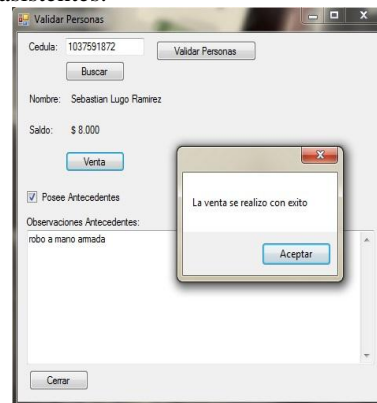 Validar Personas
Cedula: 1037591872 Validar Personas
Buscar
Nombre: Sebastian Lugo Ramirez
Saldo: $ 8.000
Venta
Posee Antecedentes
Observaciones Antecedentes:
robo a mano armada
La venta se realizo con exito
Aceptar
Cerrar